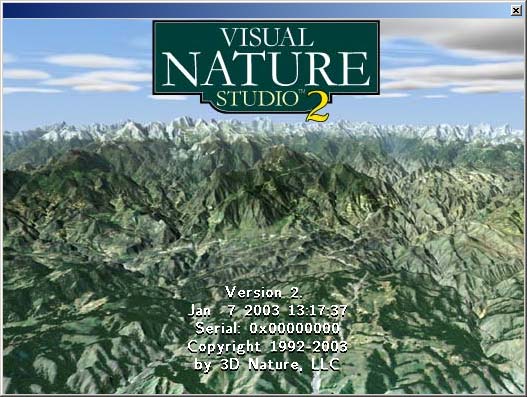 VISUAL
NATURE
STUDIO™ 2
Version 2.
Jan 7 2003 13:17:37
Serial: 0x00000000
Copyright 1992-2003
by 3D Nature, LLC